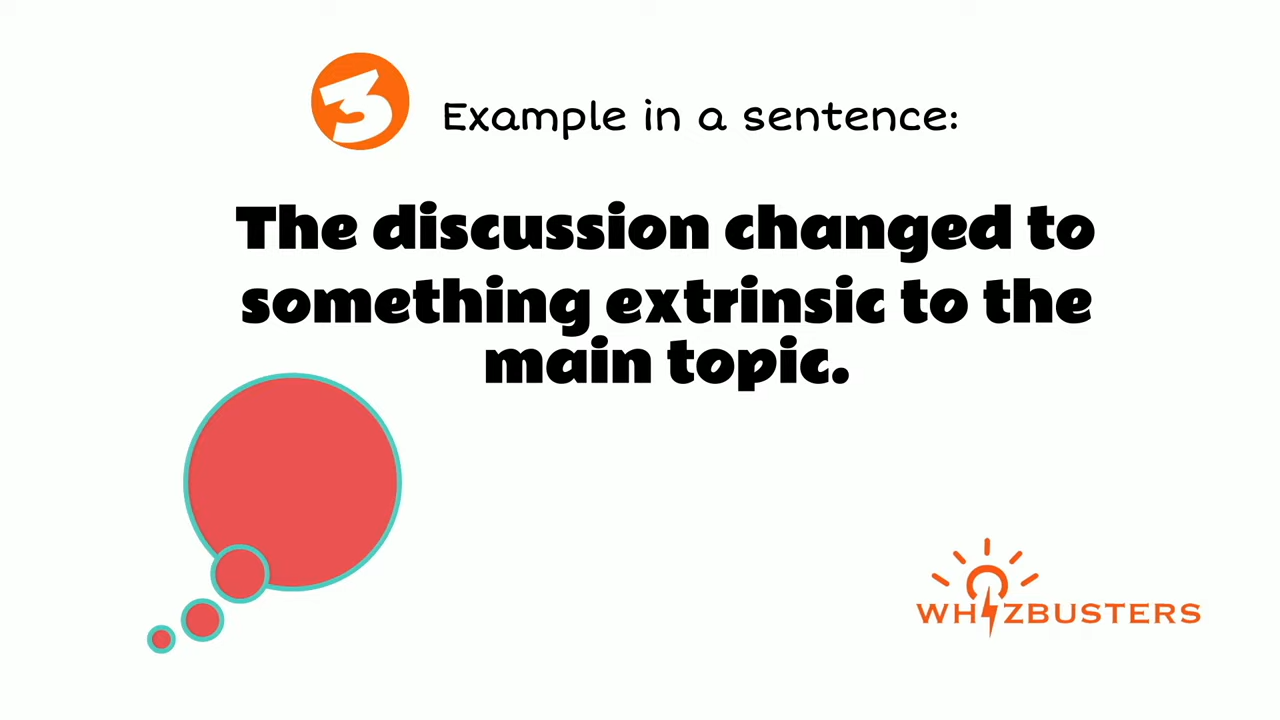 3 Example in a sentence:
The discussion changed to
something extrinsic to the
main topic.
WHIZBUSTERS